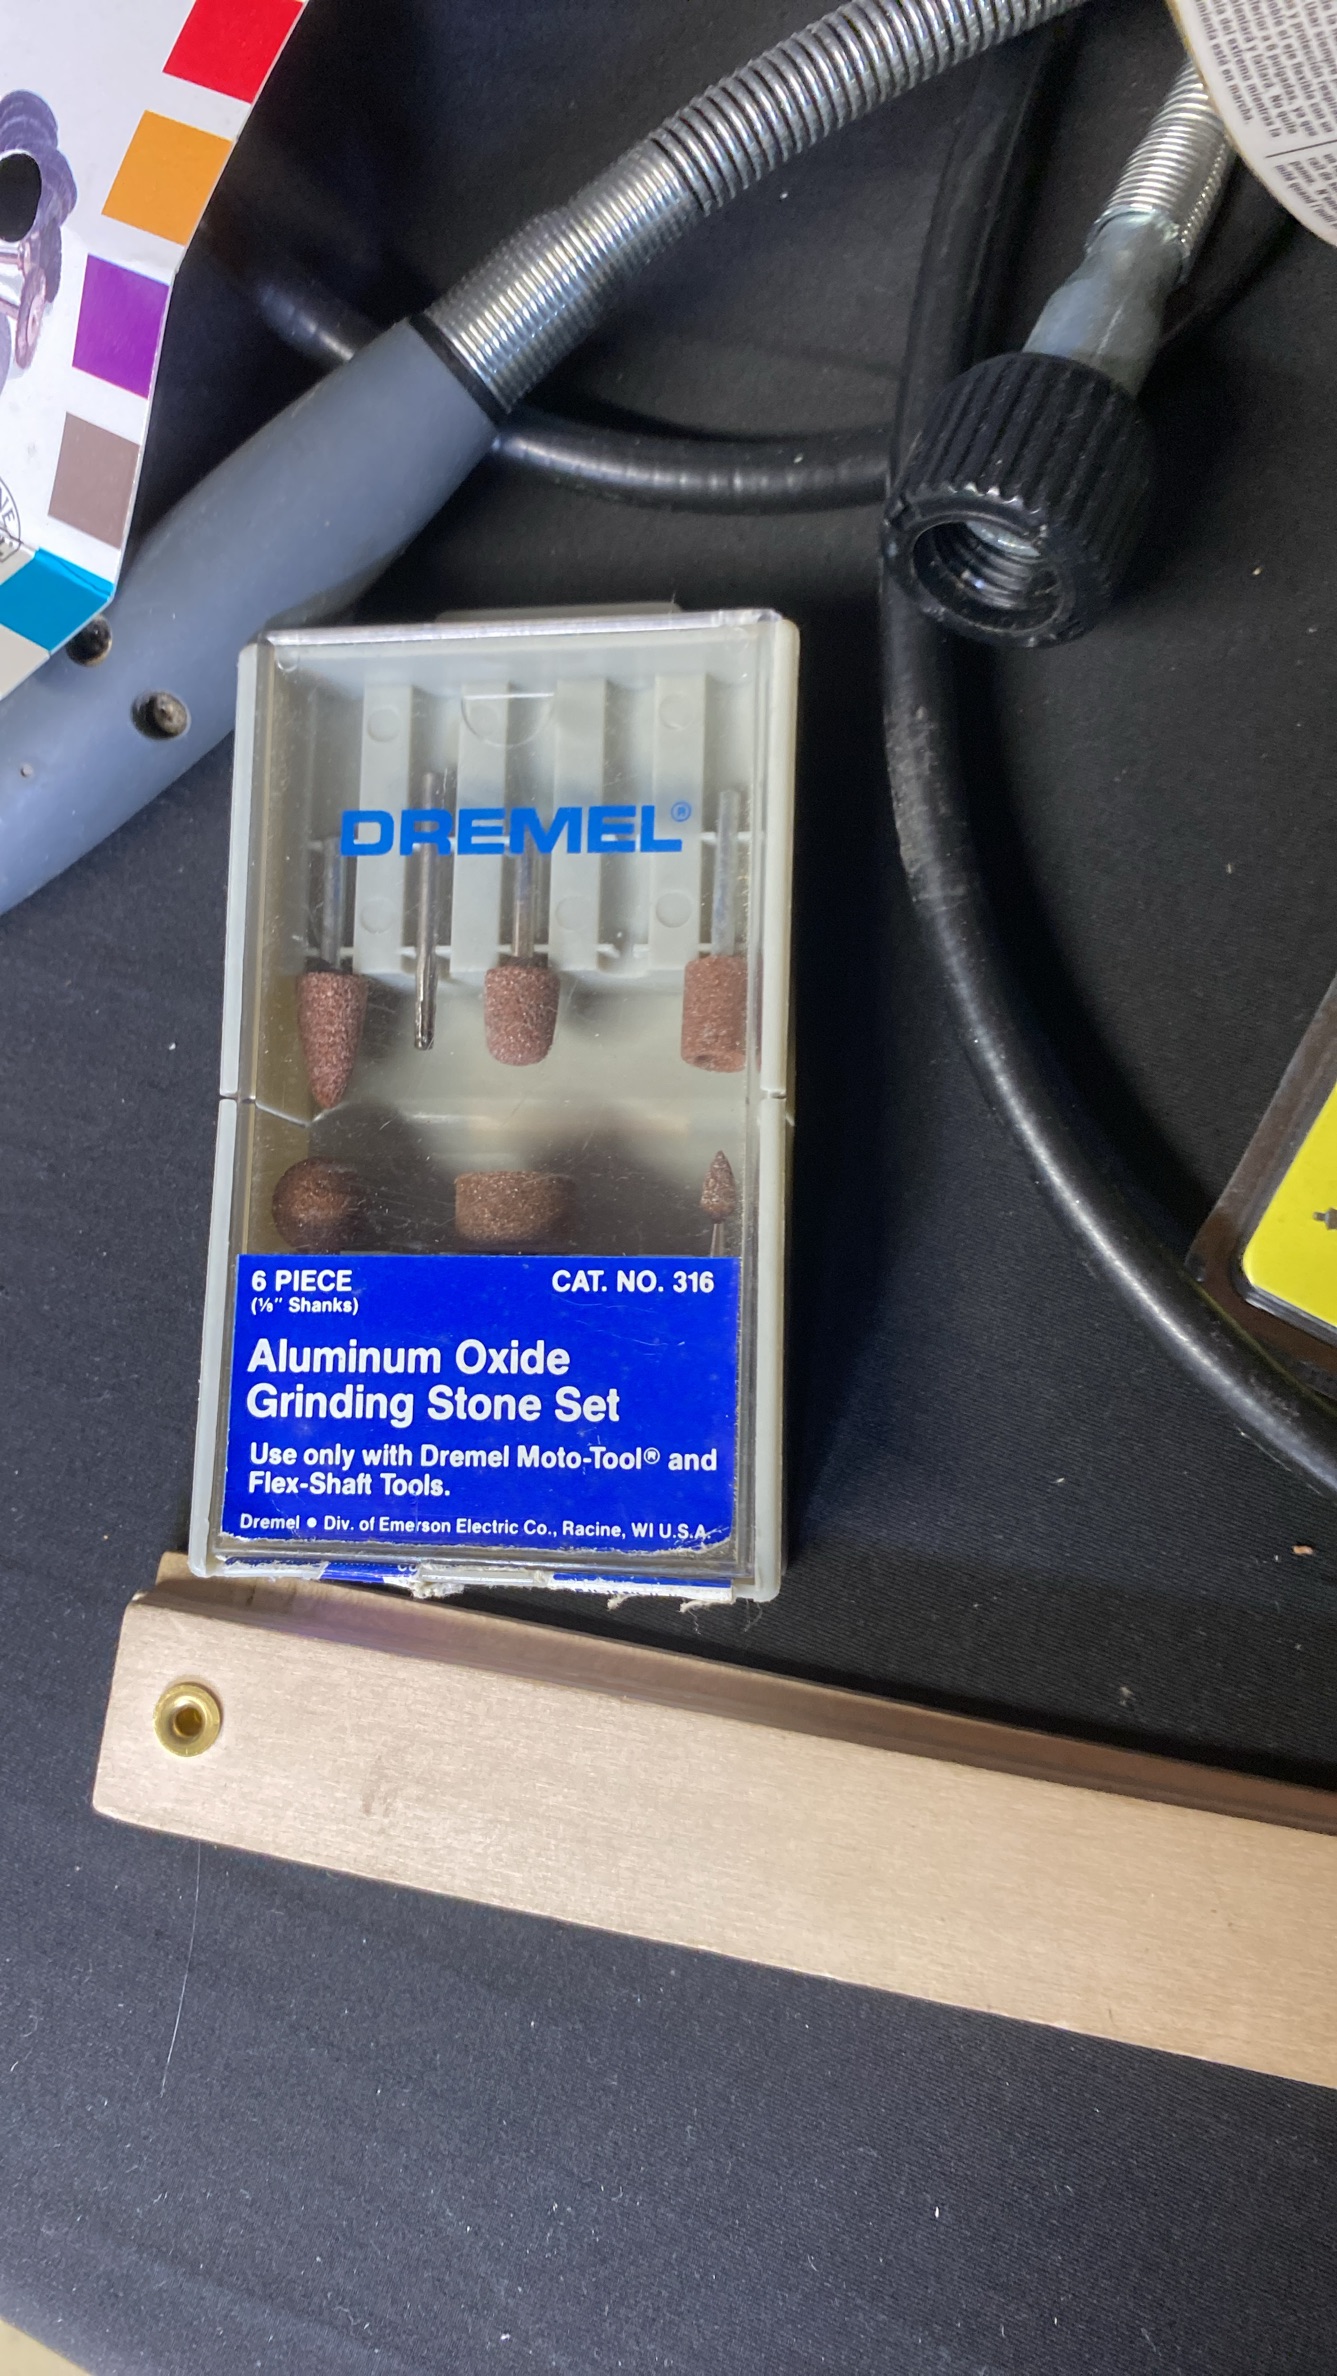 DREMEL®
6 PIECE
(⅛" Shanks)
CAT. NO. 316
Aluminum Oxide
Grinding Stone Set
Use only with Dremel Moto-Tool® and
Flex-Shaft Tools.
Dremel • Div. of Emerson Electric Co., Racine, WI U.S.A.